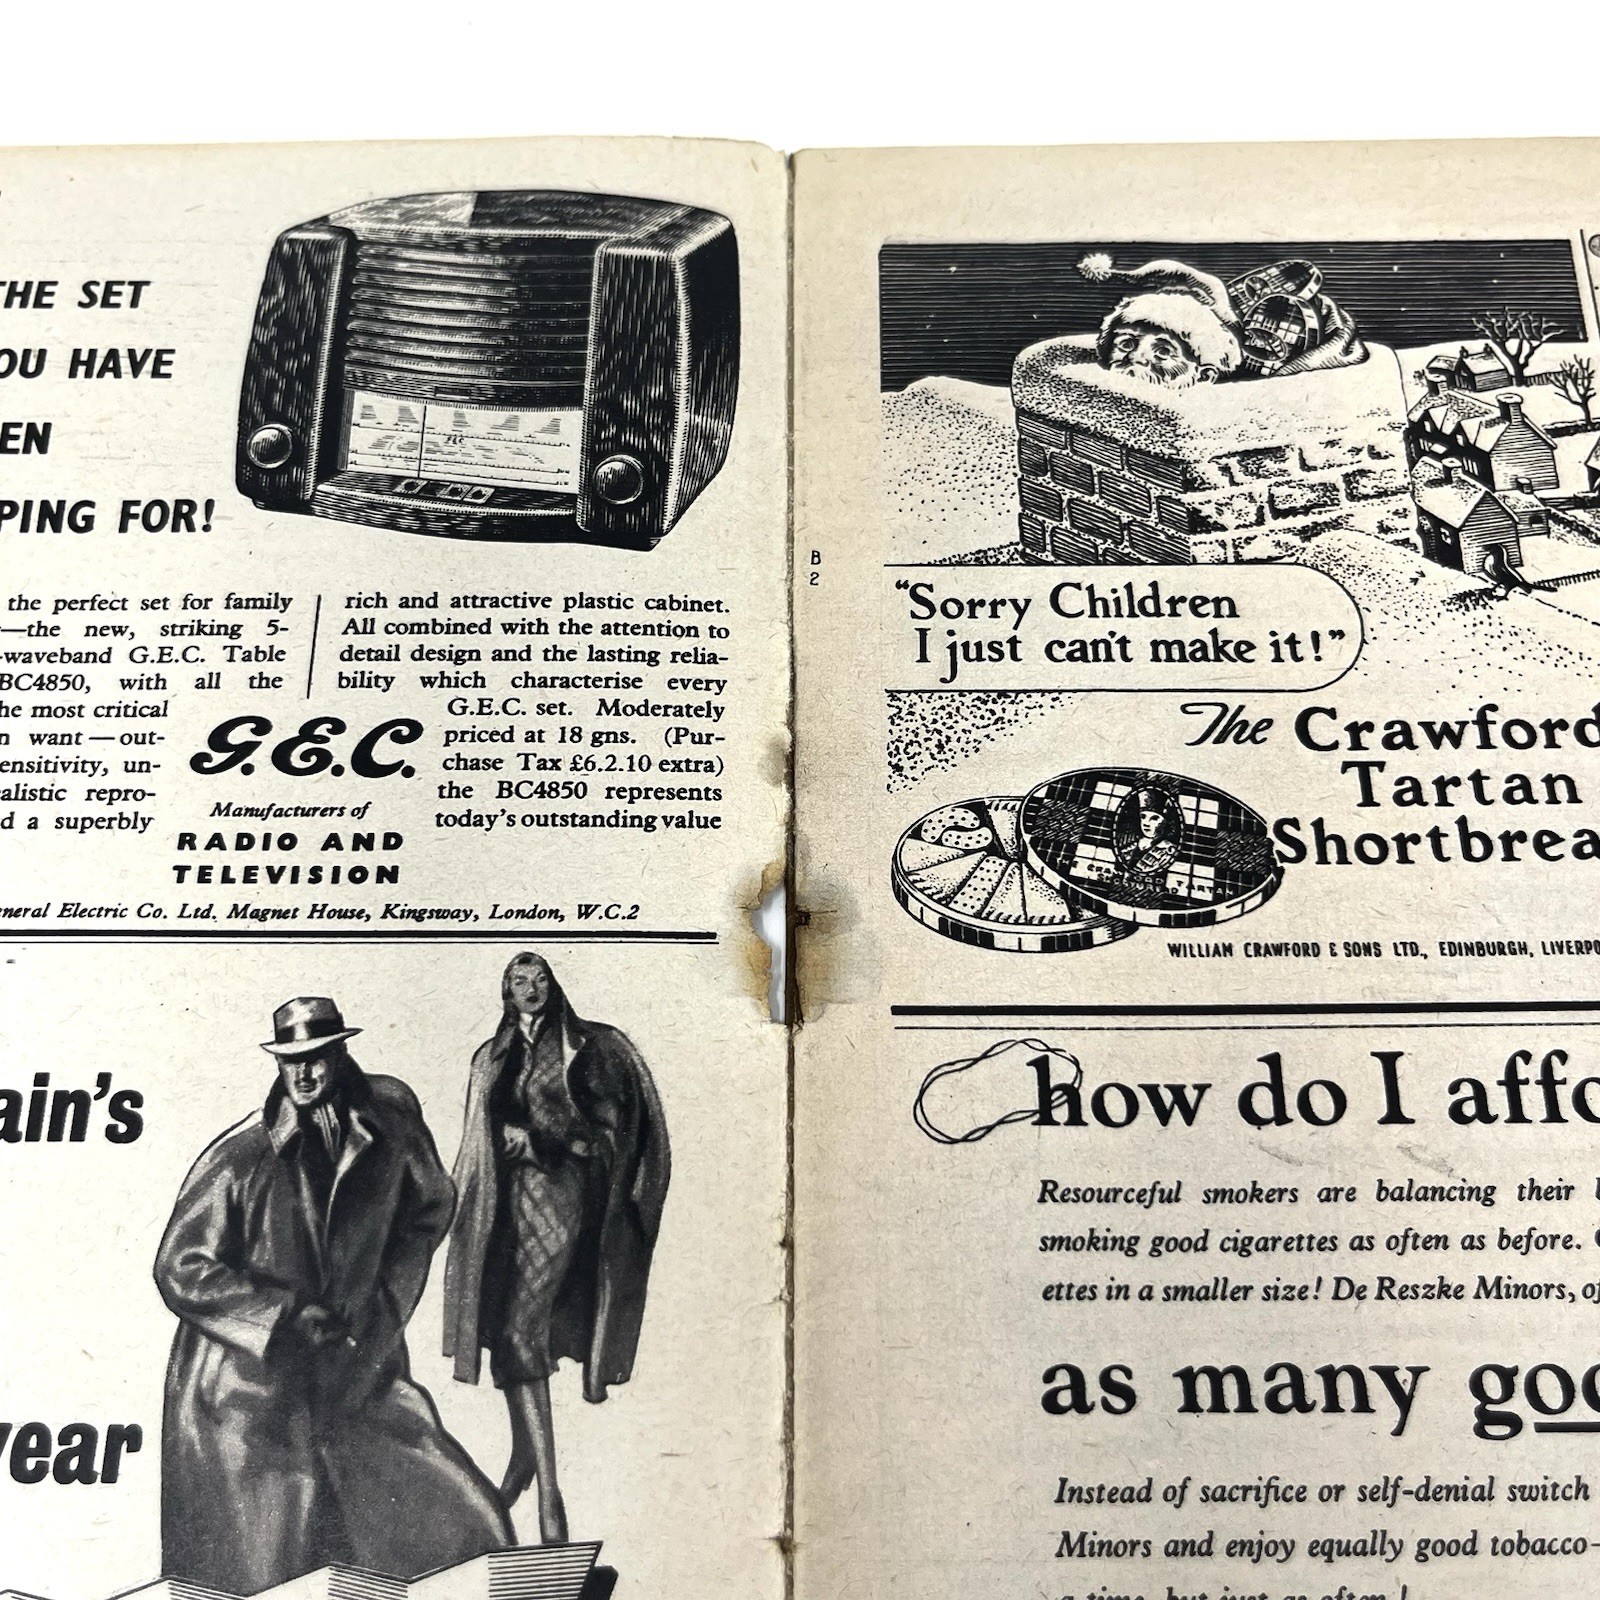 THE SET
OU HAVE
EN
PING FOR!
the perfect set for family
—the new, striking 5-
-waveband G.E.C. Table
BC4850, with all the
he most critical
n want—out-
ensitivity, un-
alistic repro-
d a superbly
rich and attractive plastic cabinet.
All combined with the attention to
detail design and the lasting relia-
bility which characterise every
G.E.C. set. Moderately
priced at 18 gns. (Pur-
chase Tax £6.2.10 extra)
the BC4850 represents
today's outstanding value
G.E.C.
Manufacturers of
RADIO AND
TELEVISION
eneral Electric Co. Ltd. Magnet House, Kingsway, London, W.C.2
ain's
year
B
2
"Sorry Children
I just can't make it!"
The Crawford
Tartan
Shortbrea
WILLIAM CRAWFORD & SONS LTD., EDINBURGH, LIVERPO
how do I affo
Resourceful smokers are balancing their b
smoking good cigarettes as often as before.
ettes in a smaller size! De Reszke Minors, of
as many goo
Instead of sacrifice or self-denial switch
Minors and enjoy equally good tobacco—
a time, but just as often!